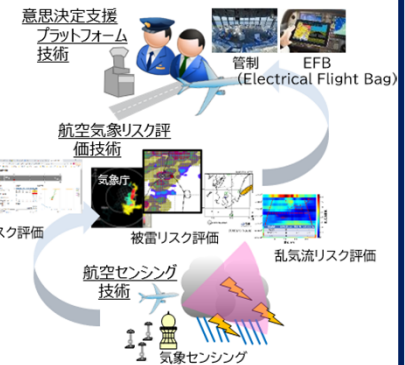 意思決定支援
プラットフォーム
技術
管制
EFB
(Electrical Flight Bag)
航空気象リスク評
価技術
気象庁
スク評価
被雷リスク評価
乱気流リスク評価
航空センシング
技術
気象センシング